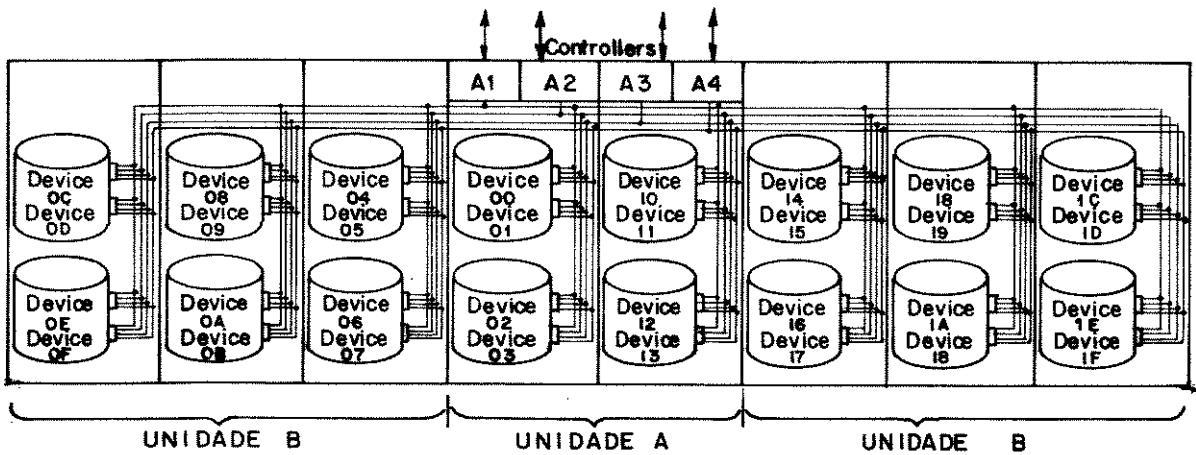 Controllers
A1 A2 A3 A4
Device Device Device Device Device Device Device Device
0C 08 04 00 10 14 18 1C
Device Device Device Device Device Device Device Device
0D 09 05 01 11 15 19 1D
Device Device Device Device Device Device Device Device
0E 0A 06 02 12 16 1A 1E
Device Device Device Device Device Device Device Device
0F 0B 07 03 13 17 18 1F
UNIDADE B UNIDADE A UNIDADE B